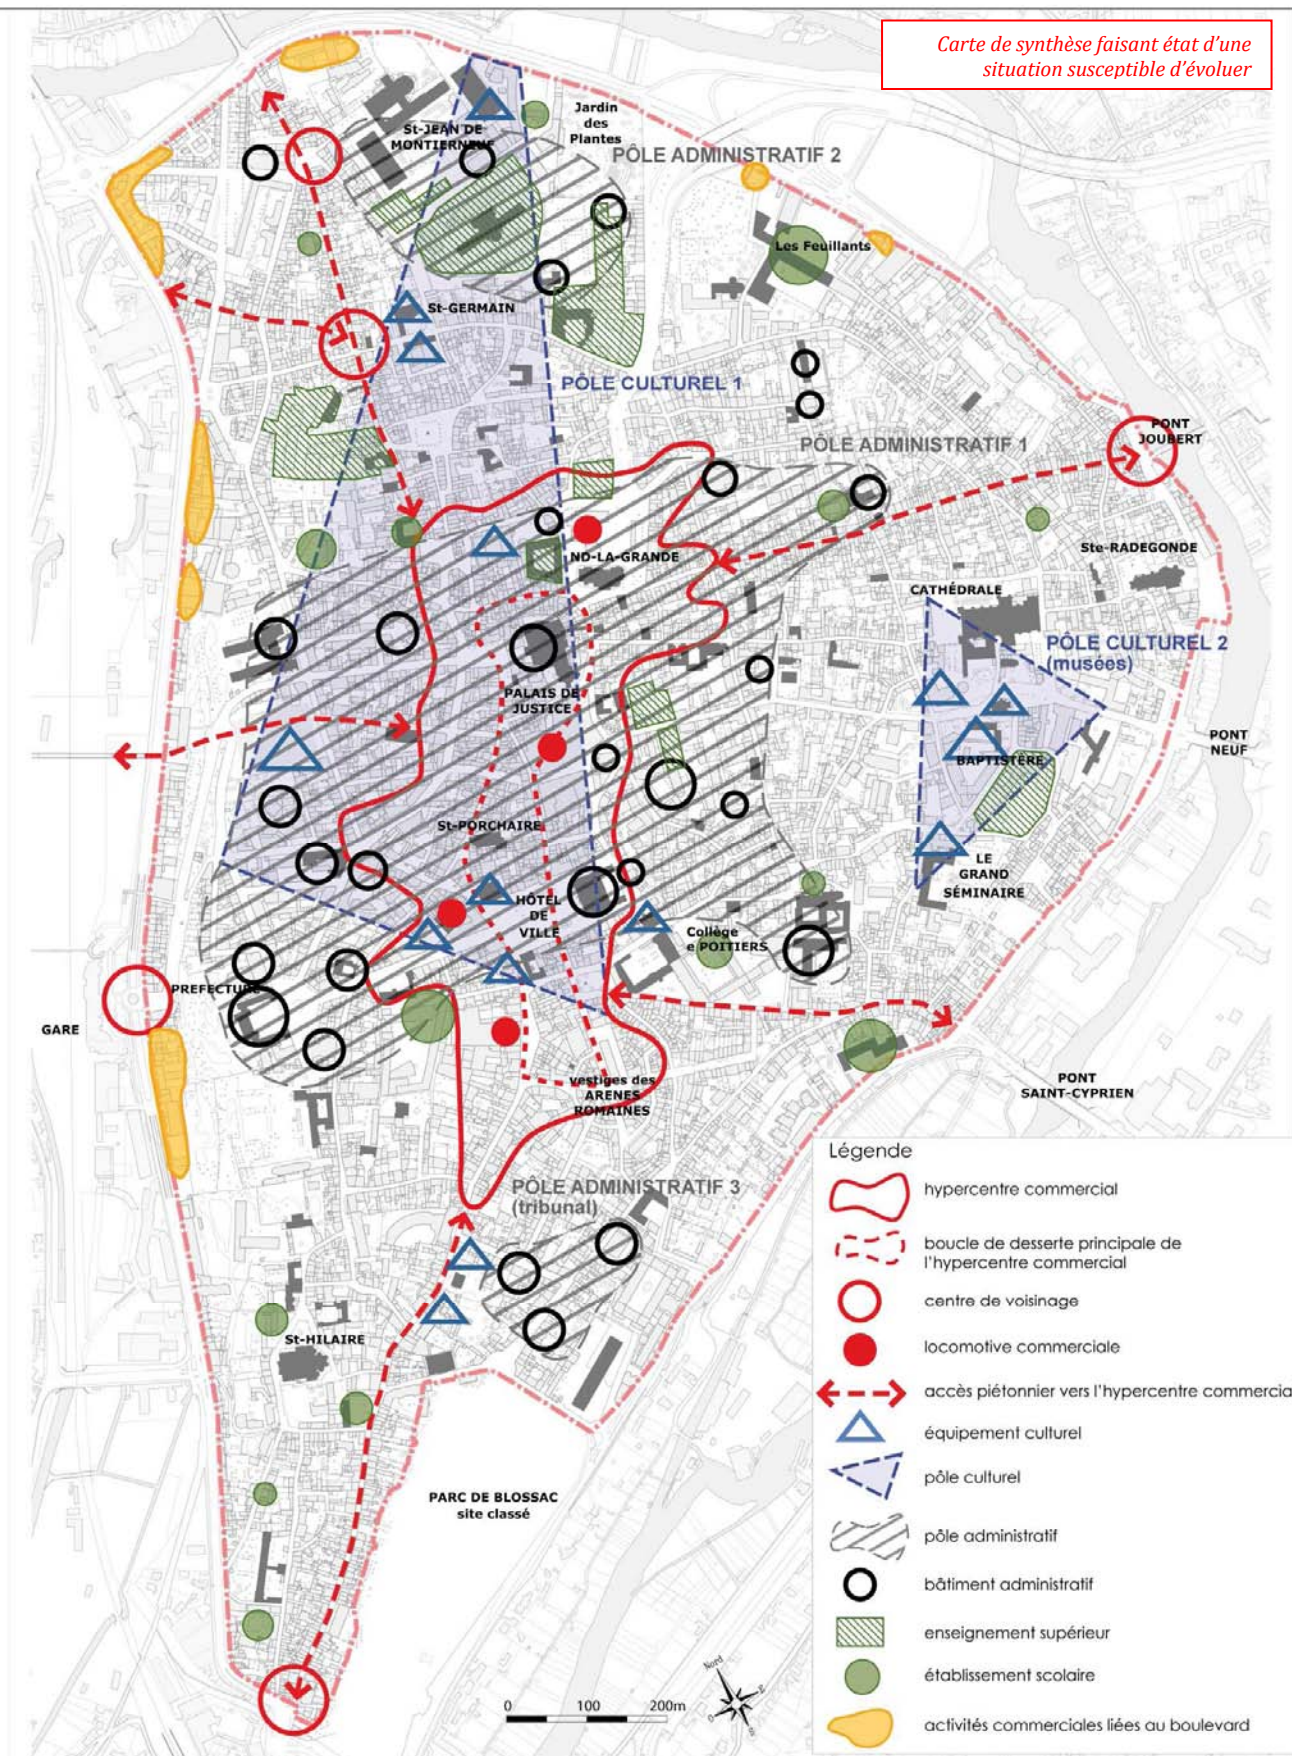 Carte de synthèse faisant état d'une
situation susceptible d'évoluer
Jardin
des
Plantes
St-JEAN DE
MONTIERNEUF
PÔLE ADMINISTRATIF 2
Les Feuillants
St-GERMAIN
PÔLE CULTUREL 1
PONT
JOUBERT
PÔLE ADMINISTRATIF 1
ND-LA-GRANDE
Ste-RADEGONDE
CATHÉDRALE
PÔLE CULTUREL 2
(musées)
PALAIS DE
JUSTICE
PONT
NEUF
BAPTISTÈRE
St-PORCHAIRE
LE
GRAND
SÉMINAIRE
HÔTEL
DE
VILLE
Collège
e POITIERS
PREFECTURE
GARE
vestiges des
ARENES
ROMAINES
PONT
SAINT-CYPRIEN
PÔLE ADMINISTRATIF 3
(tribunal)
St-HILAIRE
PARC DE BLOSSAC
site classé
Légende
hypercentre commercial
boucle de desserte principale de
l'hypercentre commercial
centre de voisinage
locomotive commerciale
accès piétonnier vers l'hypercentre commercia
équipement culturel
pôle culturel
pôle administratif
bâtiment administratif
enseignement supérieur
établissement scolaire
activités commerciales liées au boulevard
0 100 200m
Nord
E
O